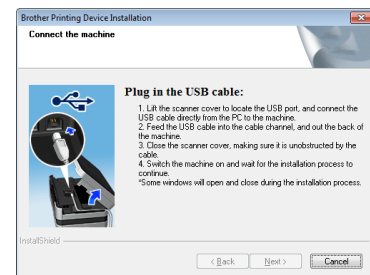 Brother Printing Device Installation
Connect the machine
Plug in the USB cable:
1. Lift the scanner cover to locate the USB port, and connect the
USB cable directly from the PC to the machine.
2. Feed the USB cable into the cable channel, and out the back of
the machine.
3. Close the scanner cover, making sure it is unobstructed by the
cable.
4. Switch the machine on and wait for the installation process to
continue.
*Some windows will open and close during the installation process.
InstallShield
< Back Next > Cancel